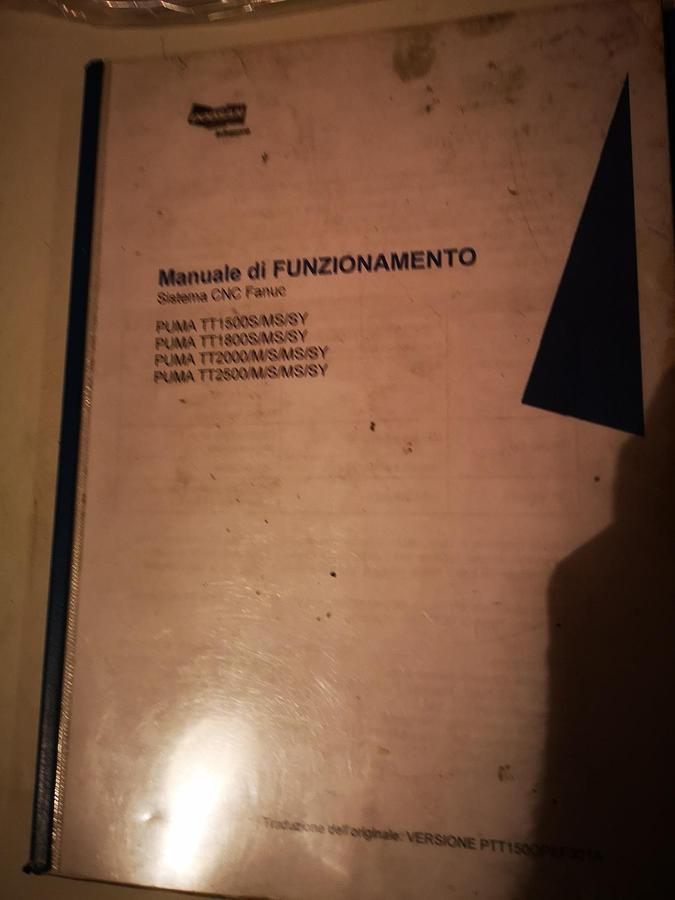 DOOSAN
Manuale di FUNZIONAMENTO
Sistema CNC Fanuc
PUMA TT1500S/MS/SY
PUMA TT1800S/MS/SY
PUMA TT2000/M/S/MS/SY
PUMA TT2500/M/S/MS/SY
Traduzione dell'originale: VERSIONE